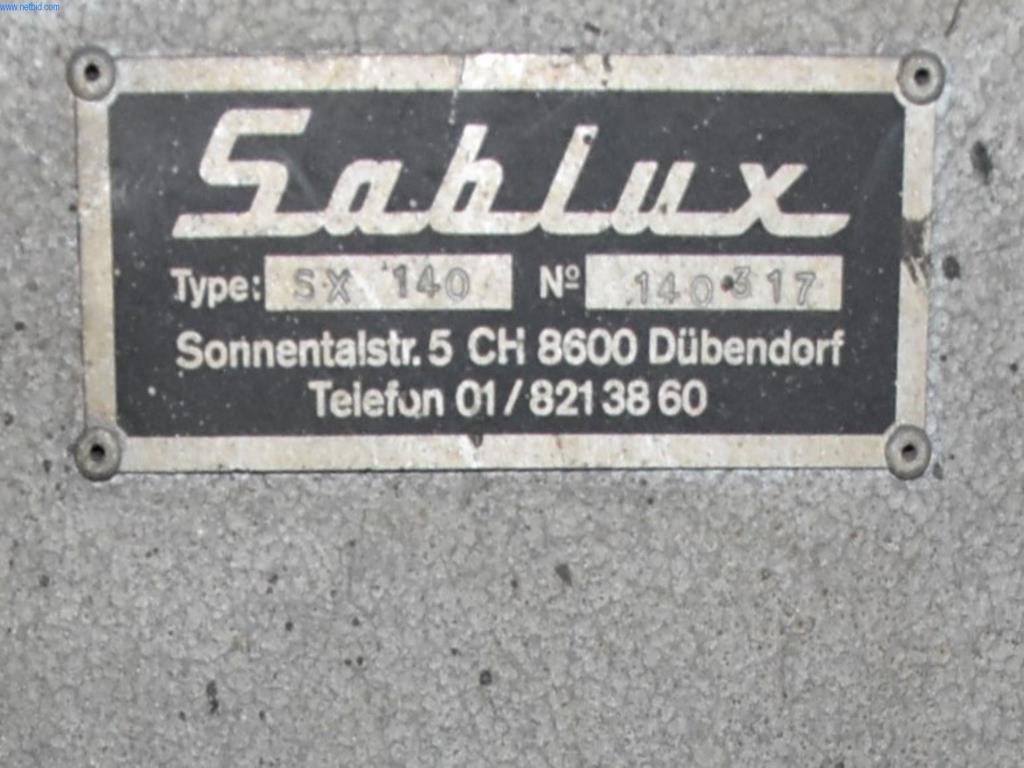 www.netbid.com
Sablux
Type: SX 140 Nº 140317
Sonnentalstr. 5 CH 8600 Dübendorf
Telefon 01/821 38 60